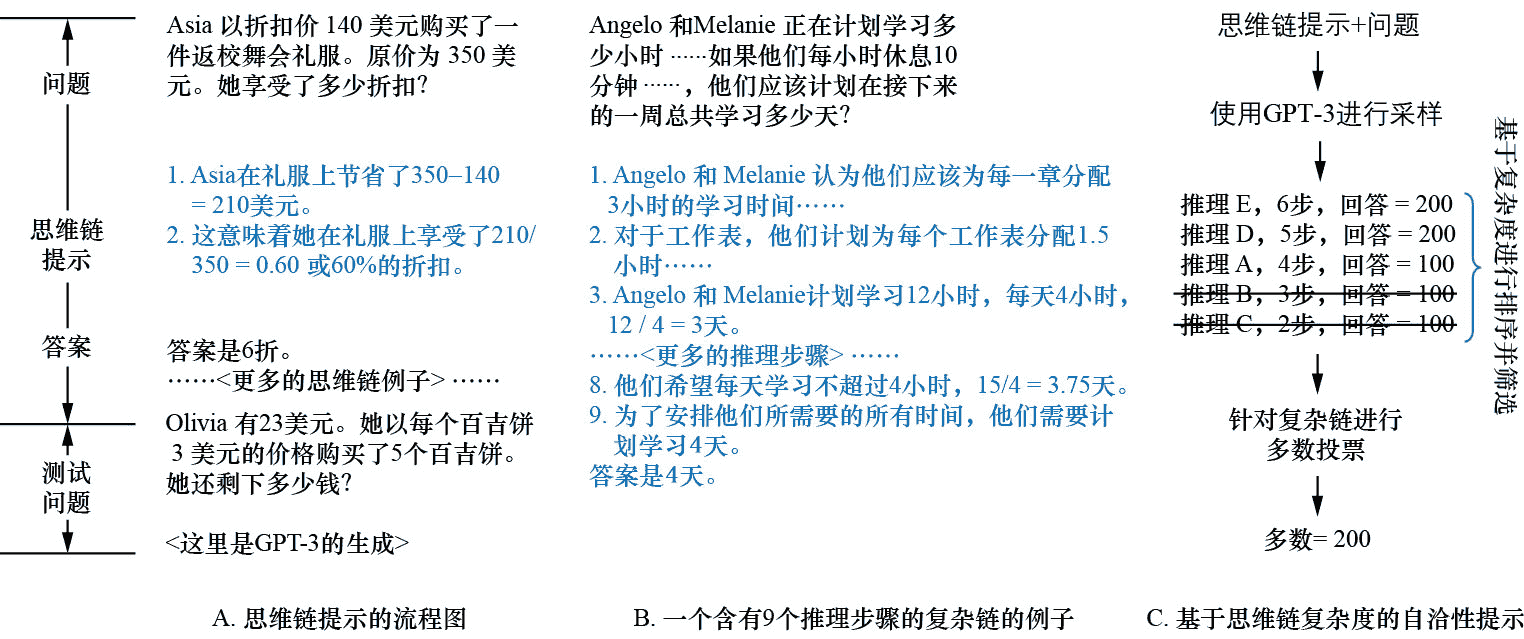 问题
思维链
提示
答案
测试
问题
Asia 以折扣价 140 美元购买了一
件返校舞会礼服。原价为 350 美
元。她享受了多少折扣？
1. Asia在礼服上节省了350–140
= 210美元。
2. 这意味着她在礼服上享受了210/
350 = 0.60 或60%的折扣。
答案是6折。
……<更多的思维链例子> ……
Olivia 有23美元。她以每个百吉饼
3 美元的价格购买了5个百吉饼。
她还剩下多少钱？
<这里是GPT-3的生成>
A. 思维链提示的流程图
Angelo 和Melanie 正在计划学习多
少小时 ……如果他们每小时休息10
分钟 ……，他们应该计划在接下来
的一周总共学习多少天？
1. Angelo 和 Melanie 认为他们应该为每一章分配
3小时的学习时间……
2. 对于工作表，他们计划为每个工作表分配1.5
小时……
3. Angelo 和 Melanie计划学习12小时，每天4小时，
12 / 4 = 3天。
……<更多的推理步骤> ……
8. 他们希望每天学习不超过4小时，15/4 = 3.75天。
9. 为了安排他们所需要的所有时间，他们需要计
划学习4天。
答案是4天。
B. 一个含有9个推理步骤的复杂链的例子
思维链提示+问题
使用GPT-3进行采样
推理 E，6步，回答 = 200
推理 D，5步，回答 = 200
推理 A，4步，回答 = 100
推理 B，3步，回答 = 100
推理 C，2步，回答 = 100
基于复杂度进行排序并筛选
针对复杂链进行
多数投票
多数= 200
C. 基于思维链复杂度的自洽性提示